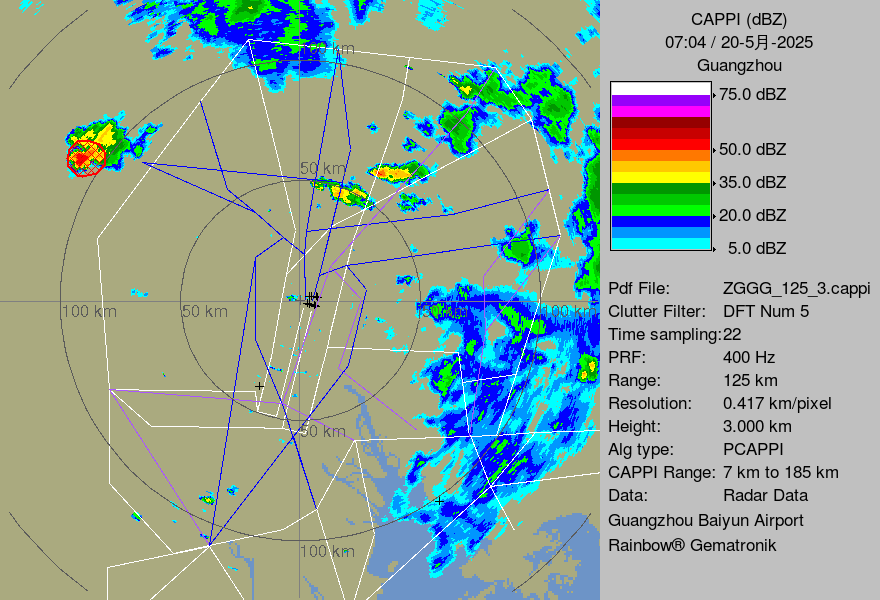 CAPPI (dBZ)
07:04 / 20-5月-2025
Guangzhou
75.0 dBZ
50.0 dBZ
35.0 dBZ
20.0 dBZ
5.0 dBZ
Pdf File: ZGGG_125_3.cappi
Clutter Filter: DFT Num 5
Time sampling:22
PRF: 400 Hz
Range: 125 km
Resolution: 0.417 km/pixel
Height: 3.000 km
Alg type: PCAPPI
CAPPI Range: 7 km to 185 km
Data: Radar Data
Guangzhou Baiyun Airport
Rainbow® Gematronik
100 km
50 km
100 km
50 km
50 km
100 km
50 km
100 km